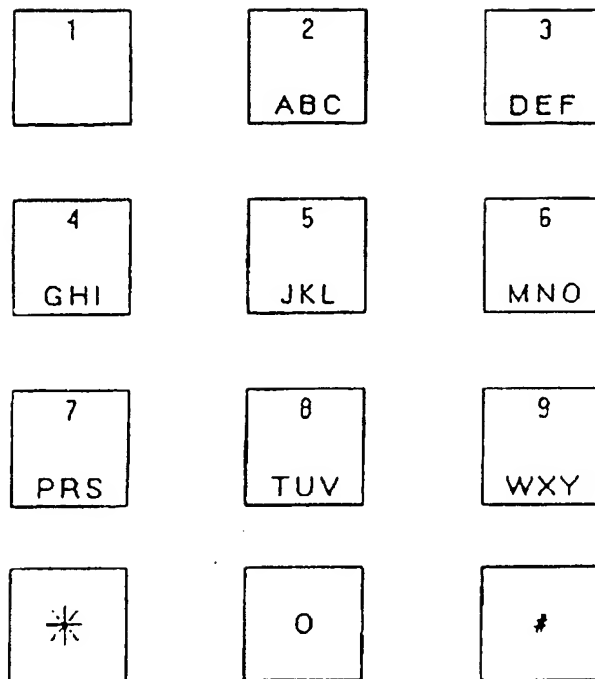 1 2 3
ABC DEF
4 5 6
GHI JKL MNO
7 8 9
PRS TUV WXY
* 0 #